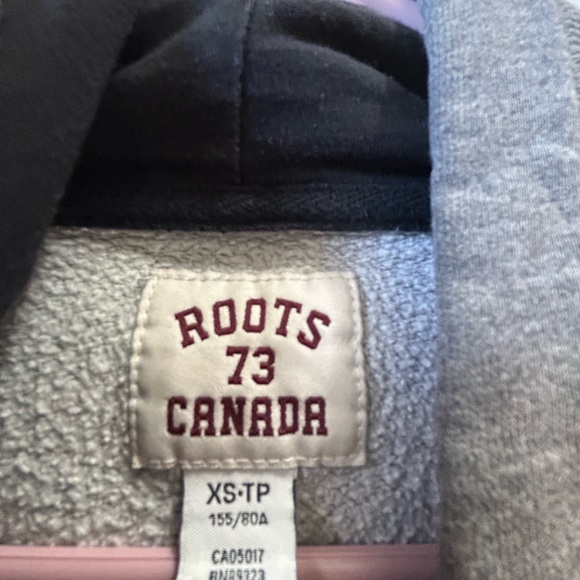 ROOTS
73
CANADA
XS•TP
155/80A
CA05017